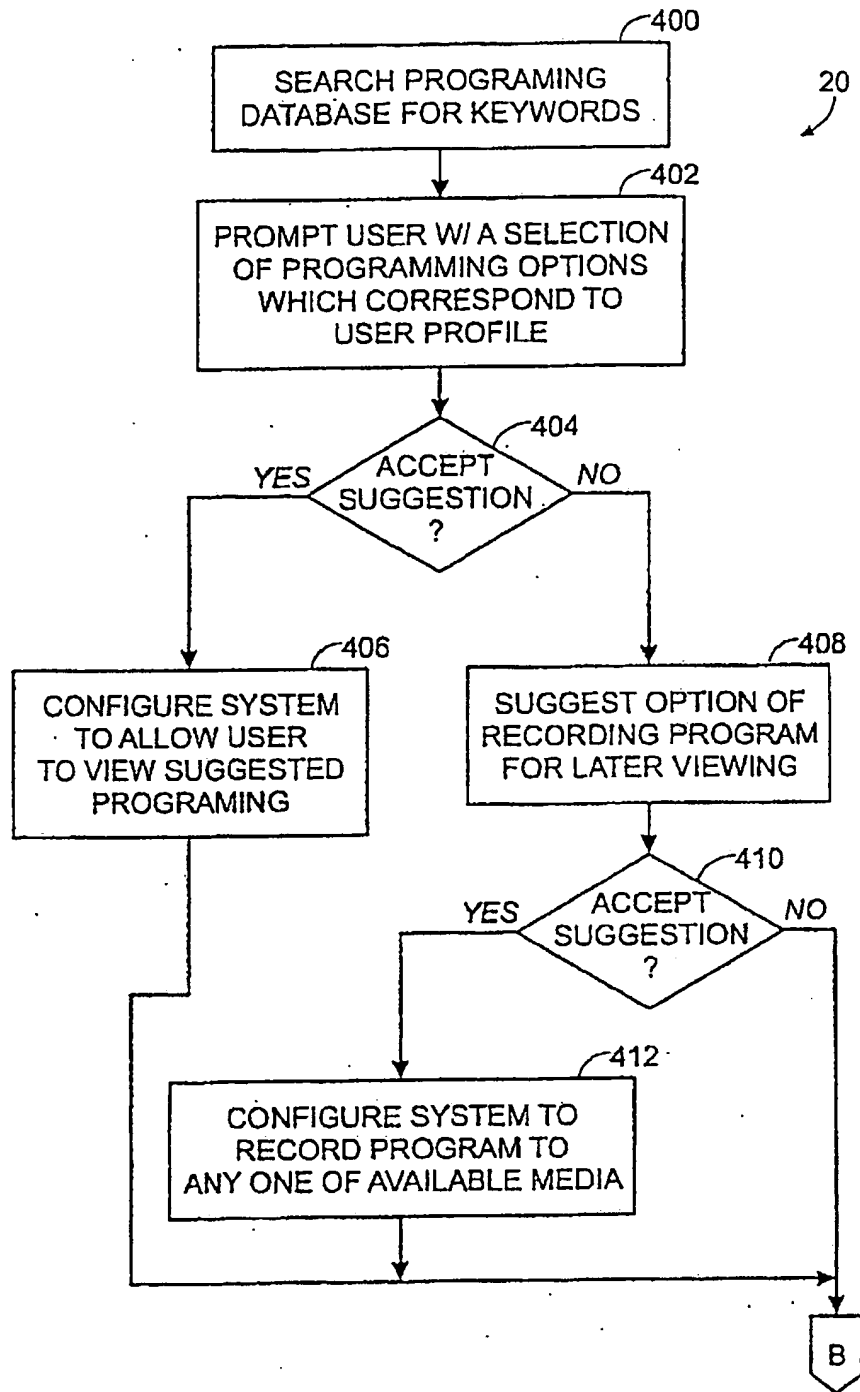 400
SEARCH PROGRAMING
DATABASE FOR KEYWORDS
20
402
PROMPT USER W/ A SELECTION
OF PROGRAMMING OPTIONS
WHICH CORRESPOND TO
USER PROFILE
404
YES
ACCEPT
SUGGESTION
?
NO
406
CONFIGURE SYSTEM
TO ALLOW USER
TO VIEW SUGGESTED
PROGRAMING
408
SUGGEST OPTION OF
RECORDING PROGRAM
FOR LATER VIEWING
410
YES
ACCEPT
SUGGESTION
?
NO
412
CONFIGURE SYSTEM TO
RECORD PROGRAM TO
ANY ONE OF AVAILABLE MEDIA
B